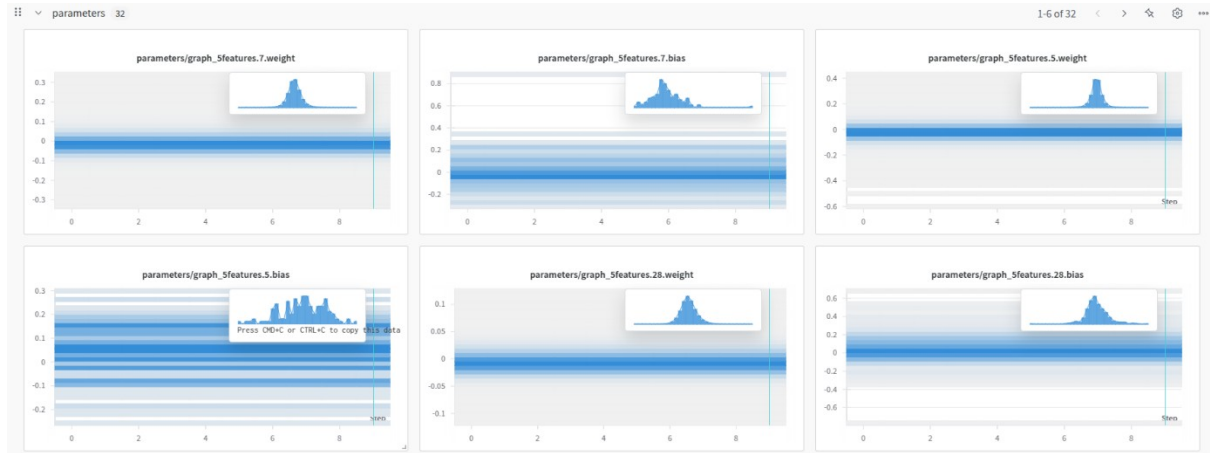 parameters 32 1-6 of 32
parameters/graph_5features.7.weight
0.3
0.2
0.1
0
-0.1
-0.2
-0.3
0 2 4 6 8
parameters/graph_5features.7.bias
0.8
0.6
0.4
0.2
0
-0.2
0 2 4 6 8
parameters/graph_5features.5.weight
0.4
0.2
0
-0.2
-0.4
-0.6
Step
0 2 4 6 8
parameters/graph_5features.5.bias
0.3
0.2
0.1
0
-0.1
-0.2
Press CMD+C or CTRL+C to copy this data
Step
0 2 4 6 8
parameters/graph_5features.28.weight
0.1
0.05
0
-0.05
-0.1
0 2 4 6 8
parameters/graph_5features.28.bias
0.6
0.4
0.2
0
-0.2
-0.4
-0.6
Step
0 2 4 6 8